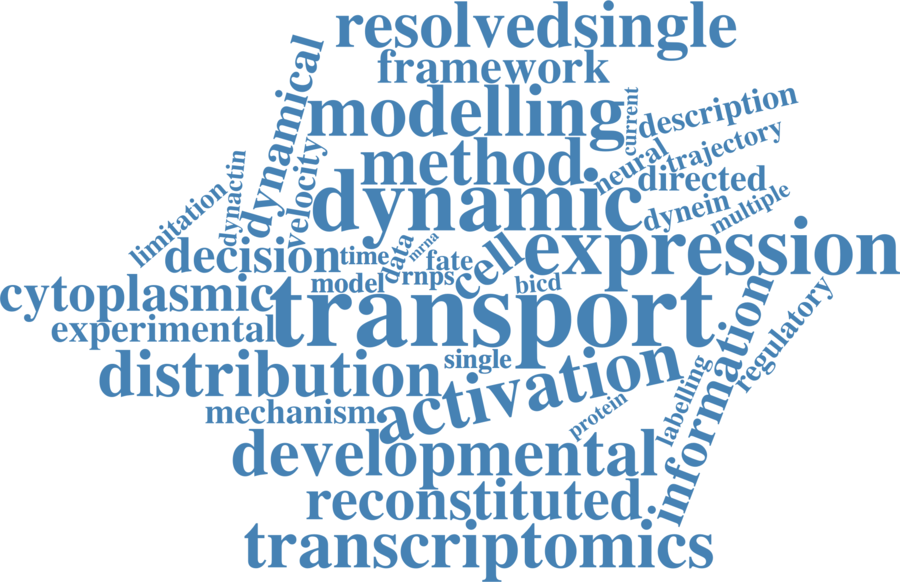 resolvedsingle
framework
dynamical
modelling
current
description
method
neural
trajectory
velocity
dynactin
limitation
dynamic
directed
dynein
multiple
decision
time
data
mrna
fate
cell
expression
cytoplasmic
model
rnps
bicd
transport
experimental
information
regulatory
distribution
single
activation
labelling
mechanism
protein
developmental
reconstituted
transcriptomics